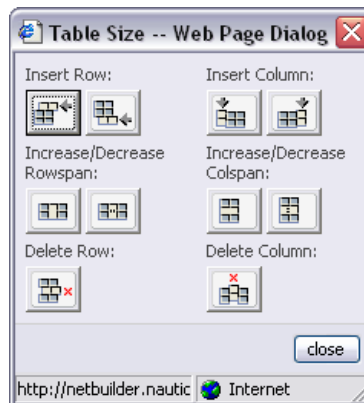 Table Size -- Web Page Dialog
Insert Row:
Insert Column:
Increase/Decrease
Rowspan:
Increase/Decrease
Colspan:
Delete Row:
Delete Column:
close
http://netbuilder.nautic
Internet